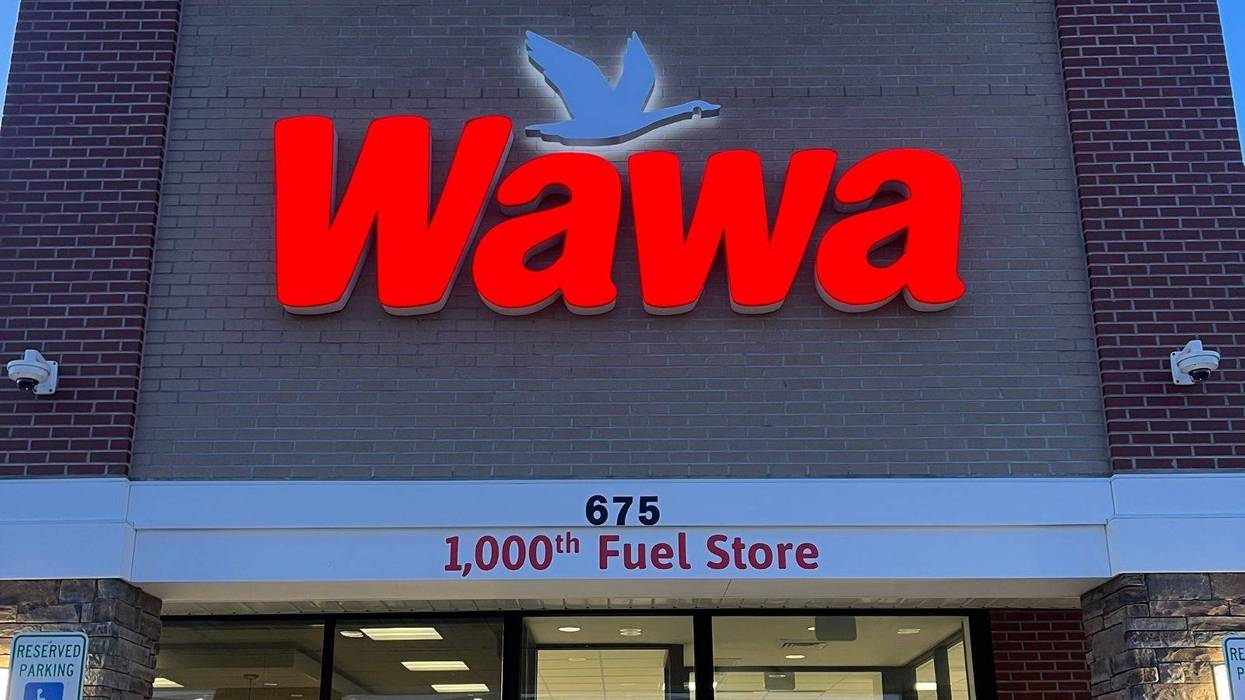 Wawa
675
1,000th Fuel Store
RESERVED
PARKING